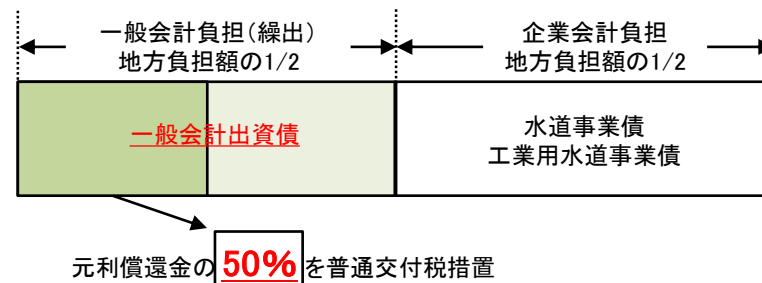 一般会計負担(繰出)
地方負担額の1/2
企業会計負担
地方負担額の1/2
一般会計出資債
水道事業債
工業用水道事業債
元利償還金の50%を普通交付税措置